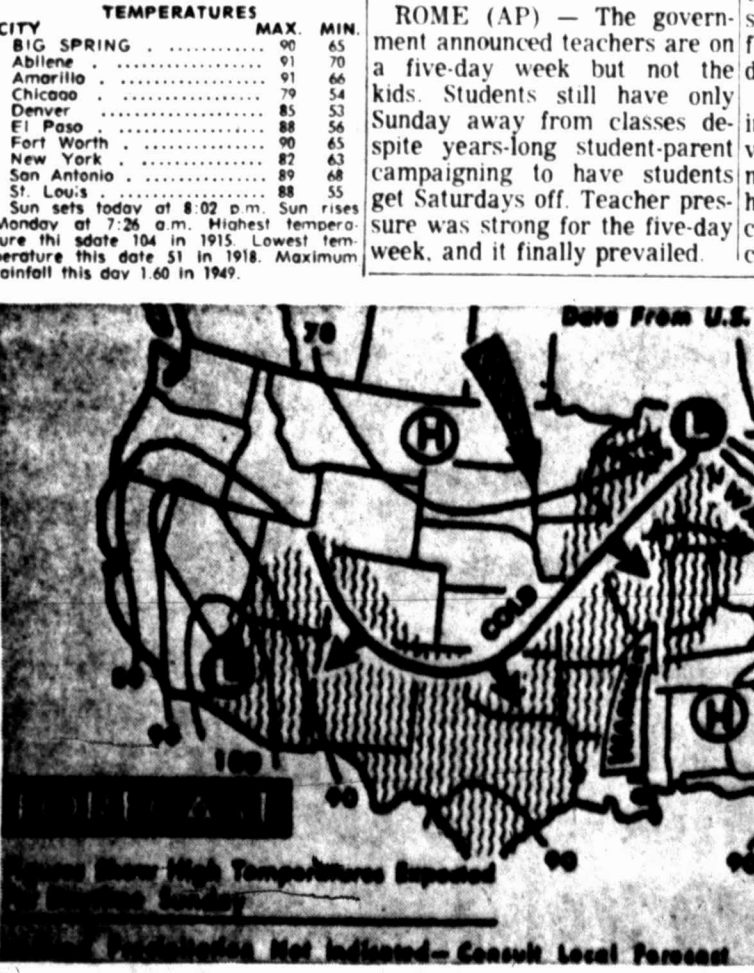 TEMPERATURES
CITY MAX. MIN.
BIG SPRING . ............ 90 65
Abilene . .................. 91 70
Amarillo . ................. 91 66
Chicago .................... 79 54
Denver .................... 85 53
El Paso . .................. 88 56
Fort Worth . ............... 90 65
New York . ................ 82 63
San Antonio . .............. 89 68
St. Louis . ................. 88 55
Sun sets today at 8:02 p.m. Sun rises
Monday at 7:26 a.m. Highest tempera-
ure thi sdate 104 in 1915. Lowest tem-
perature this date 51 in 1918. Maximum
ainfall this day 1.60 in 1949.
ROME (AP) — The govern-
ment announced teachers are on
a five-day week but not the
kids. Students still have only
Sunday away from classes de-
spite years-long student-parent
campaigning to have students
get Saturdays off. Teacher pres-
sure was strong for the five-day
week, and it finally prevailed.
Data From U.S.
70
H
L
COLD
L
H
90
100
90
90
FORECAST
Figures Show High Temperatures Expected
Sunday
Precipitation Not Indicated— Consult Local Forecast